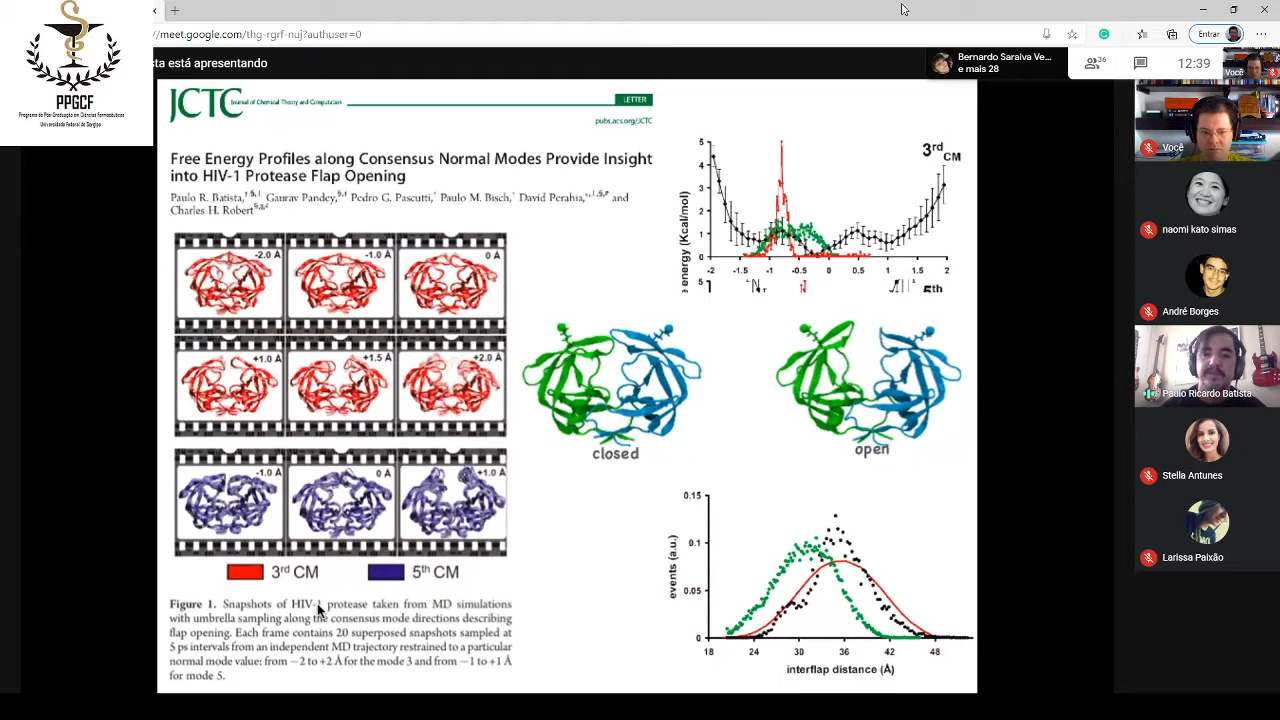 //meet.google.com/thg-rgrf-nuj?authuser=0
Entrar
sta está apresentando
Bernardo Saraiva Ve...
e mais 28
36
12:39
Você
PPGCF
Programa de Pós-Graduação em Ciências Farmacêuticas
Universidade Federal de Sergipe
JCTC Journal of Chemical Theory and Computation
LETTER
pubs.acs.org/JCTC
Free Energy Profiles along Consensus Normal Modes Provide Insight
into HIV-1 Protease Flap Opening
Paulo R. Batista, Gaurav Pandey, Pedro G. Pascutti, Paulo M. Bisch, David Perahia, and
Charles H. Robert
-2.0 Å
-1.0 Å
0 Å
+1.0 Å
+1.5 Å
+2.0 Å
-1.0 Å
0 Å
+1.0 Å
3rd CM
5th CM
Figure 1. Snapshots of HIV-1 protease taken from MD simulations
with umbrella sampling along the consensus mode directions describing
flap opening. Each frame contains 20 superposed snapshots sampled at
5 ps intervals from an independent MD trajectory restrained to a particular
normal mode value: from −2 to +2 Å for the mode 3 and from −1 to +1 Å
for mode 5.
3rd CM
e energy (Kcal/mol)
5
4
3
2
1
0
-2 -1.5 -1 -0.5 0 0.5 1 1.5 2
5
5th
closed
open
events (a.u.)
0.15
0.1
0.05
0
18 24 30 36 42 48
interflap distance (Å)
Você
naomi kato simas
André Borges
Paulo Ricardo Batista
Stella Antunes
Larissa Paixão